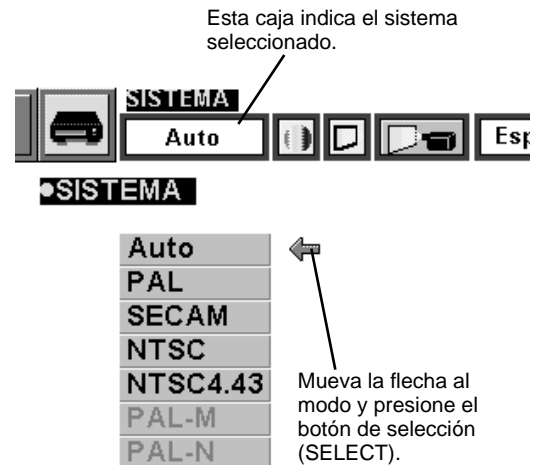 Esta caja indica el sistema
seleccionado.
SISTEMA
Auto
Esp
SISTEMA
Auto
PAL
SECAM
NTSC
NTSC4.43
PAL-M
PAL-N
Mueva la flecha al
modo y presione el
botón de selección
(SELECT).